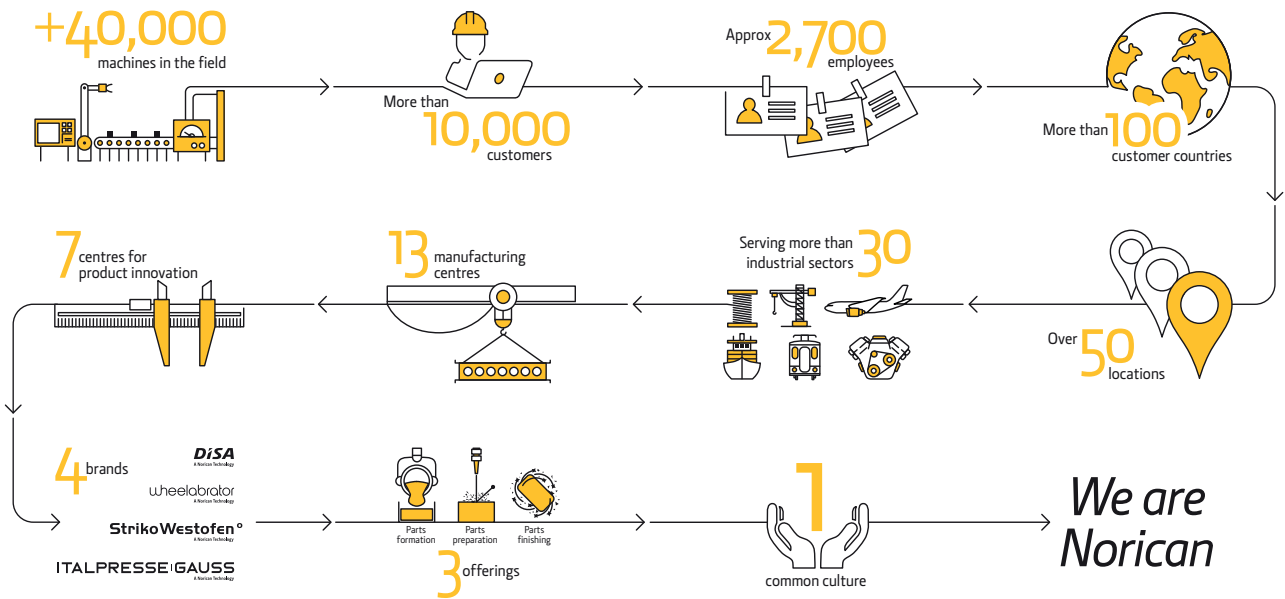 +40,000
machines in the field
More than
10,000
customers
Approx 2,700
employees
More than 100
customer countries
Over 50
locations
Serving more than 30
industrial sectors
13 manufacturing
centres
7 centres for
product innovation
4 brands
DISA
A Norican Technology
wheelabrator
A Norican Technology
StrikoWestofen°
A Norican Technology
ITALPRESSE GAUSS
A Norican Technology
Parts
formation
Parts
preparation
Parts
finishing
3 offerings
1
common culture
We are
Norican